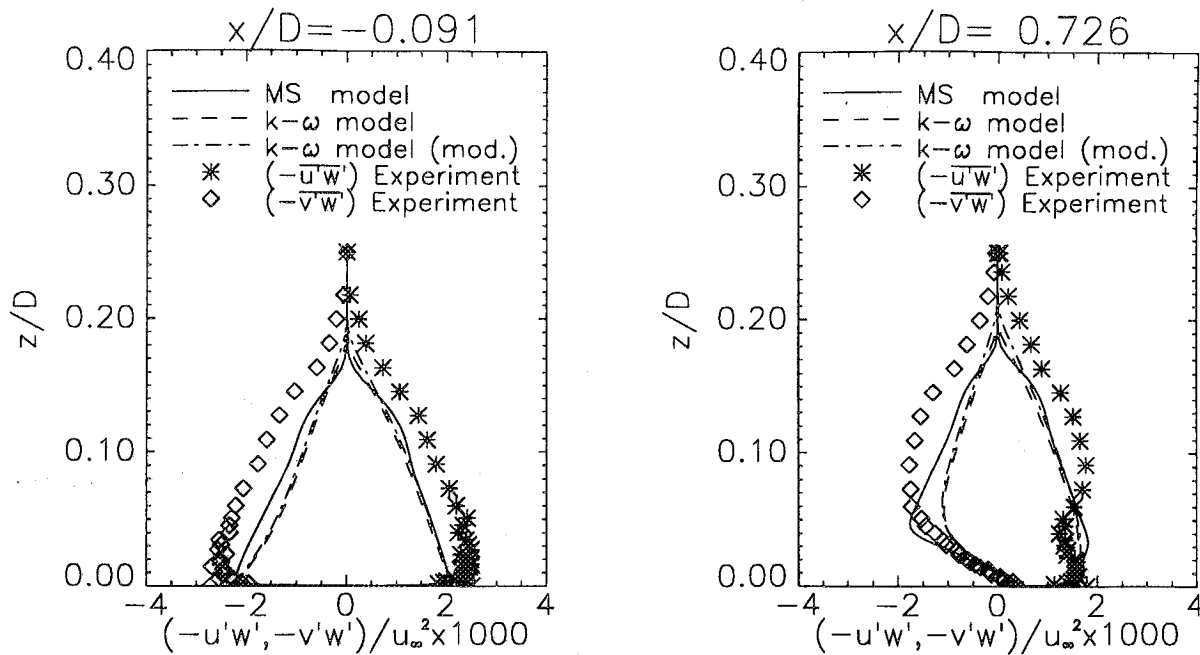 x/D=-0.091
0.40
0.30
0.20
0.10
0.00
z/D
MS model
k-ω model
k-ω model (mod.)
(-u'w') Experiment
(-v'w') Experiment
-4 -2 0 2 4
(-u'w',-v'w')/u∞²x1000
x/D= 0.726
0.40
0.30
0.20
0.10
0.00
z/D
MS model
k-ω model
k-ω model (mod.)
(-u'w') Experiment
(-v'w') Experiment
-4 -2 0 2 4
(-u'w',-v'w')/u∞²x1000